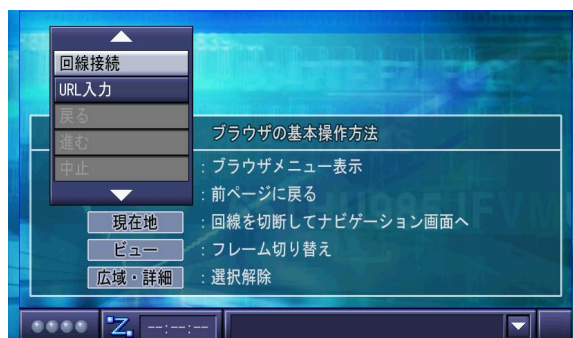 回線接続
URL入力
戻る
進む
中止
ブラウザの基本操作方法
:ブラウザメニュー表示
:前ページに戻る
現在地 :回線を切断してナビゲーション画面へ
ビュー :フレーム切り替え
広域・詳細 :選択解除
Z. --:--:--